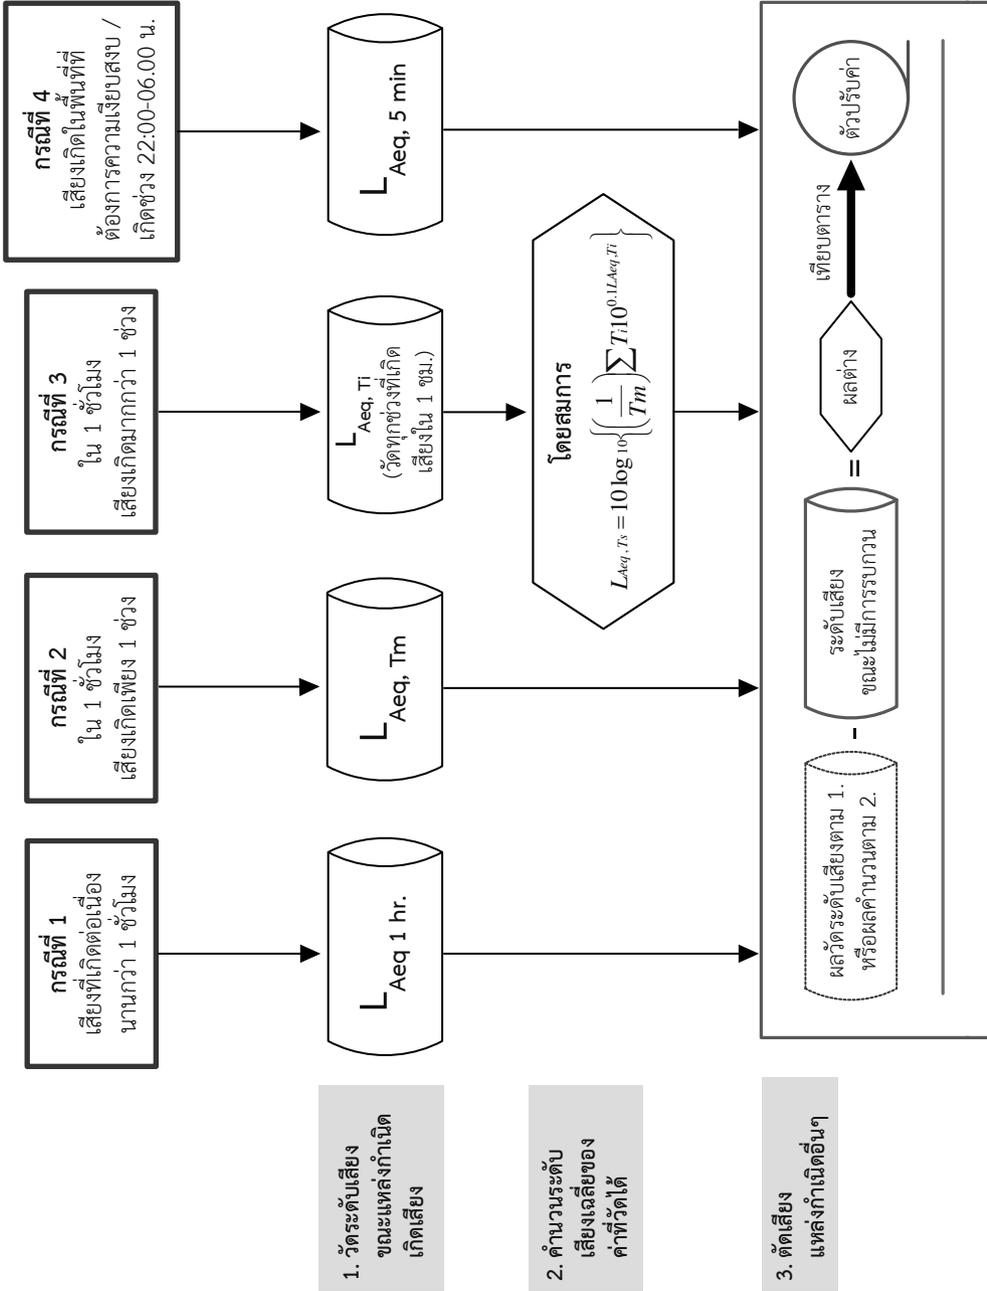 กรณีที่ 1
เสียงที่เกิดต่อเนื่อง
นานกว่า 1 ชั่วโมง
กรณีที่ 2
ใน 1 ชั่วโมง
เสียงเกิดเพียง 1 ช่วง
กรณีที่ 3
ใน 1 ชั่วโมง
เสียงเกิดมากกว่า 1 ช่วง
กรณีที่ 4
เสียงเกิดในพื้นที่ที่
ต้องการความเงียบสงบ /
เกิดช่วง 22:00-06.00 น.
1. วัดระดับเสียง
ขณะแหล่งกำเนิด
เกิดเสียง
L Aeq 1 hr.
L Aeq, Tm
L Aeq, Ti
(วัดทุกช่วงที่เกิด
เสียงใน 1 ชม.)
L Aeq, 5 min
2. คำนวนระดับ
เสียงเฉลี่ยของ
ค่าที่วัดได้
โดยสมการ
L Aeq, Ts = 10 log 10 {(1/Tm) ∑ Ti 10^0.1LAeq,Ti}
3. ตัดเสียง
แหล่งกำเนิดอื่นๆ
ผลวัดระดับเสียงตาม 1.
หรือผลคำนวนตาม 2.
-
ระดับเสียง
ขณะไม่มีการรบกวน
=
ผลต่าง
เทียบตาราง
ตัวปรับค่า